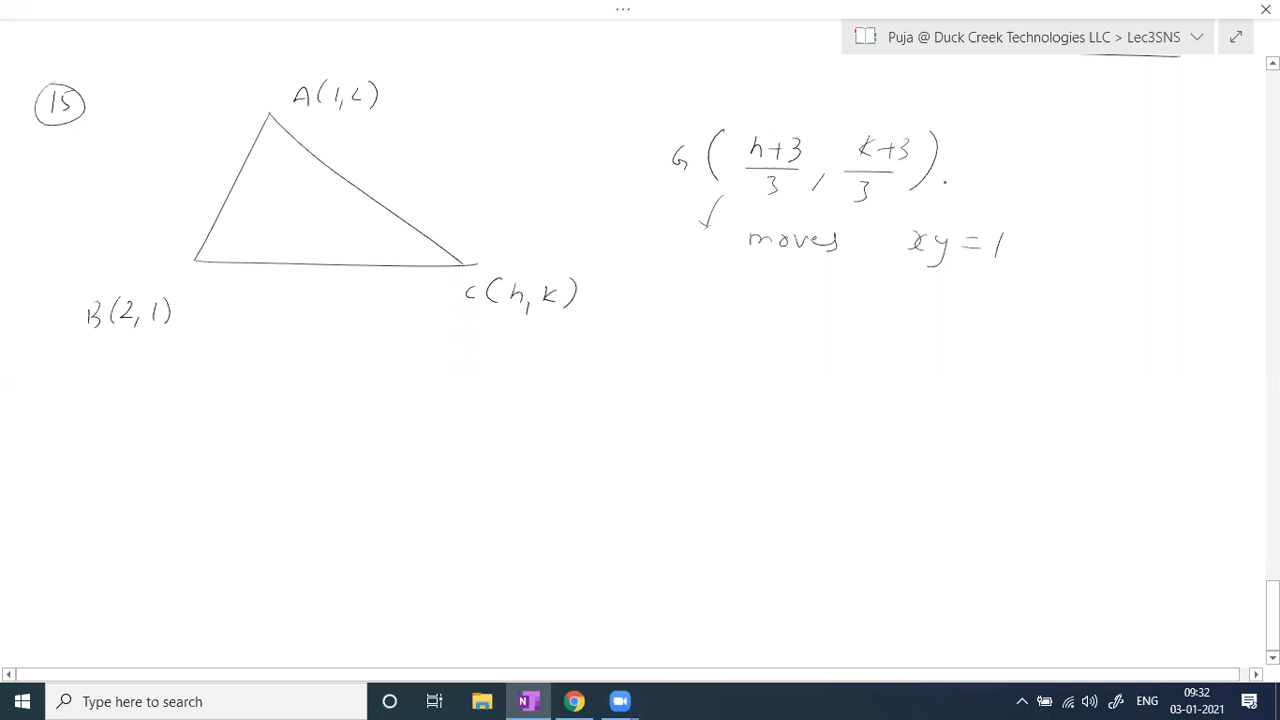 ...
Puja @ Duck Creek Technologies LLC > Lec3SNS
15
A(1,2)
G ( h+3/3 , k+3/3 ).
moves xy = 1
C(h, k)
B(2, 1)
Type here to search
ENG
09:32
03-01-2021